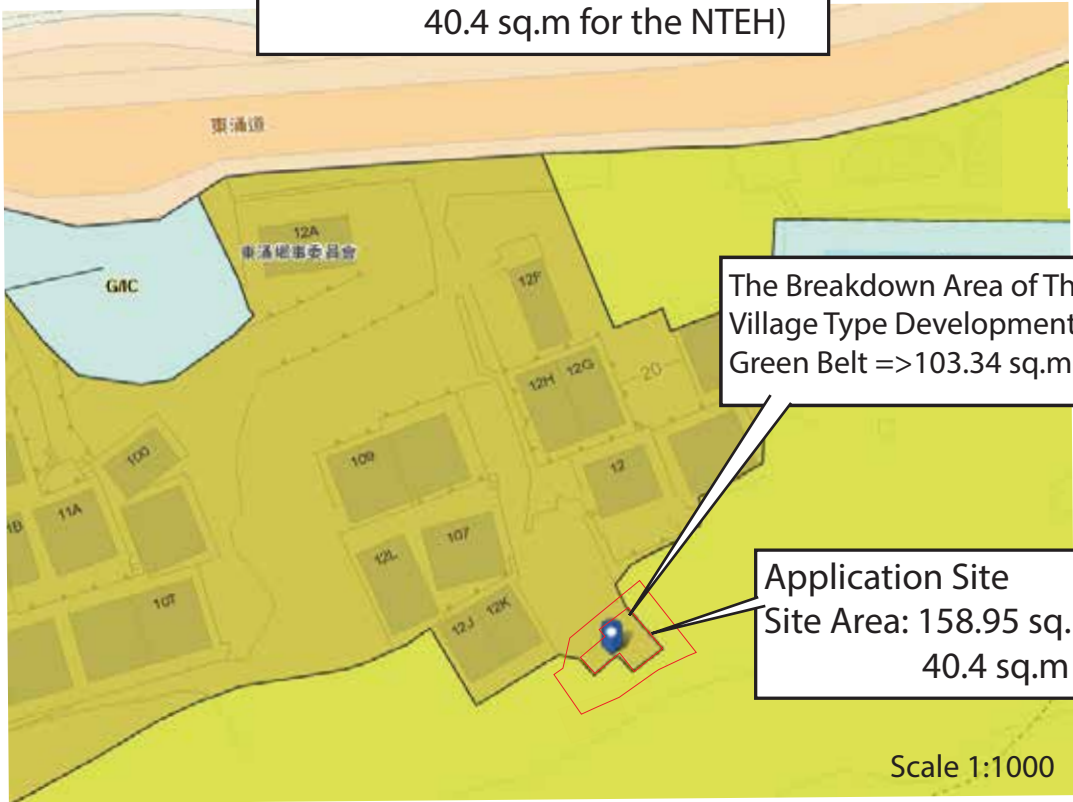 40.4 sq.m for the NTEH)
東涌道
12A
東涌鄉事委員會
G/IC
12F
The Breakdown Area of Th
Village Type Development
Green Belt =>103.34 sq.m
12H 12G
20
109
12
100
1B
11A
107
12L
107
12J 12K
Application Site
Site Area: 158.95 sq.
40.4 sq.m
Scale 1:1000